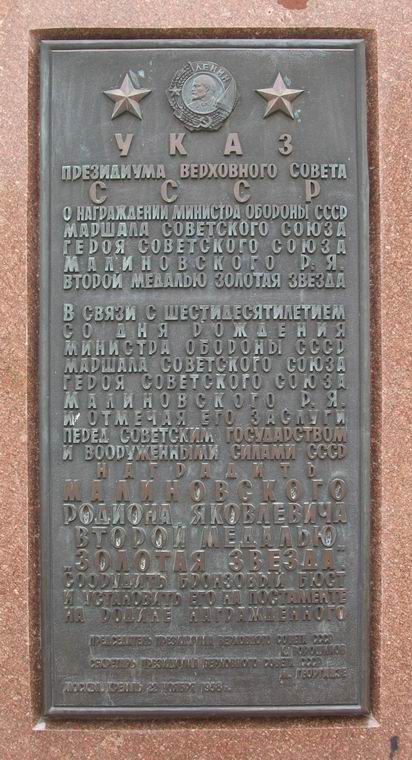 ЛЕНИН
УКАЗ
ПРЕЗИДИУМА ВЕРХОВНОГО СОВЕТА
СССР
О НАГРАЖДЕНИИ МИНИСТРА ОБОРОНЫ СССР
МАРШАЛА СОВЕТСКОГО СОЮЗА
ГЕРОЯ СОВЕТСКОГО СОЮЗА
МАЛИНОВСКОГО Р. Я.
ВТОРОЙ МЕДАЛЬЮ ЗОЛОТАЯ ЗВЕЗДА
В СВЯЗИ С ШЕСТИДЕСЯТИЛЕТИЕМ
СО ДНЯ РОЖДЕНИЯ
МИНИСТРА ОБОРОНЫ СССР
МАРШАЛА СОВЕТСКОГО СОЮЗА
ГЕРОЯ СОВЕТСКОГО СОЮЗА
МАЛИНОВСКОГО Р. Я.
И ОТМЕЧАЯ ЕГО ЗАСЛУГИ
ПЕРЕД СОВЕТСКИМ ГОСУДАРСТВОМ
И ВООРУЖЕННЫМИ СИЛАМИ СССР
НАГРАДИТЬ
МАЛИНОВСКОГО
РОДИОНА ЯКОВЛЕВИЧА
ВТОРОЙ МЕДАЛЬЮ
„ЗОЛОТАЯ ЗВЕЗДА„
СООРУДИТЬ БРОНЗОВЫЙ БЮСТ
И УСТАНОВИТЬ ЕГО НА ПОСТАМЕНТЕ
НА РОДИНЕ НАГРАЖДЕННОГО
ПРЕДСЕДАТЕЛЬ ПРЕЗИДИУМА ВЕРХОВНОГО СОВЕТА СССР
К. ВОРОШИЛОВ
СЕКРЕТАРЬ ПРЕЗИДИУМА ВЕРХОВНОГО СОВЕТА СССР
М. ГЕОРГАДЗЕ
МОСКВА, КРЕМЛЬ 22 НОЯБРЯ 1958 г.